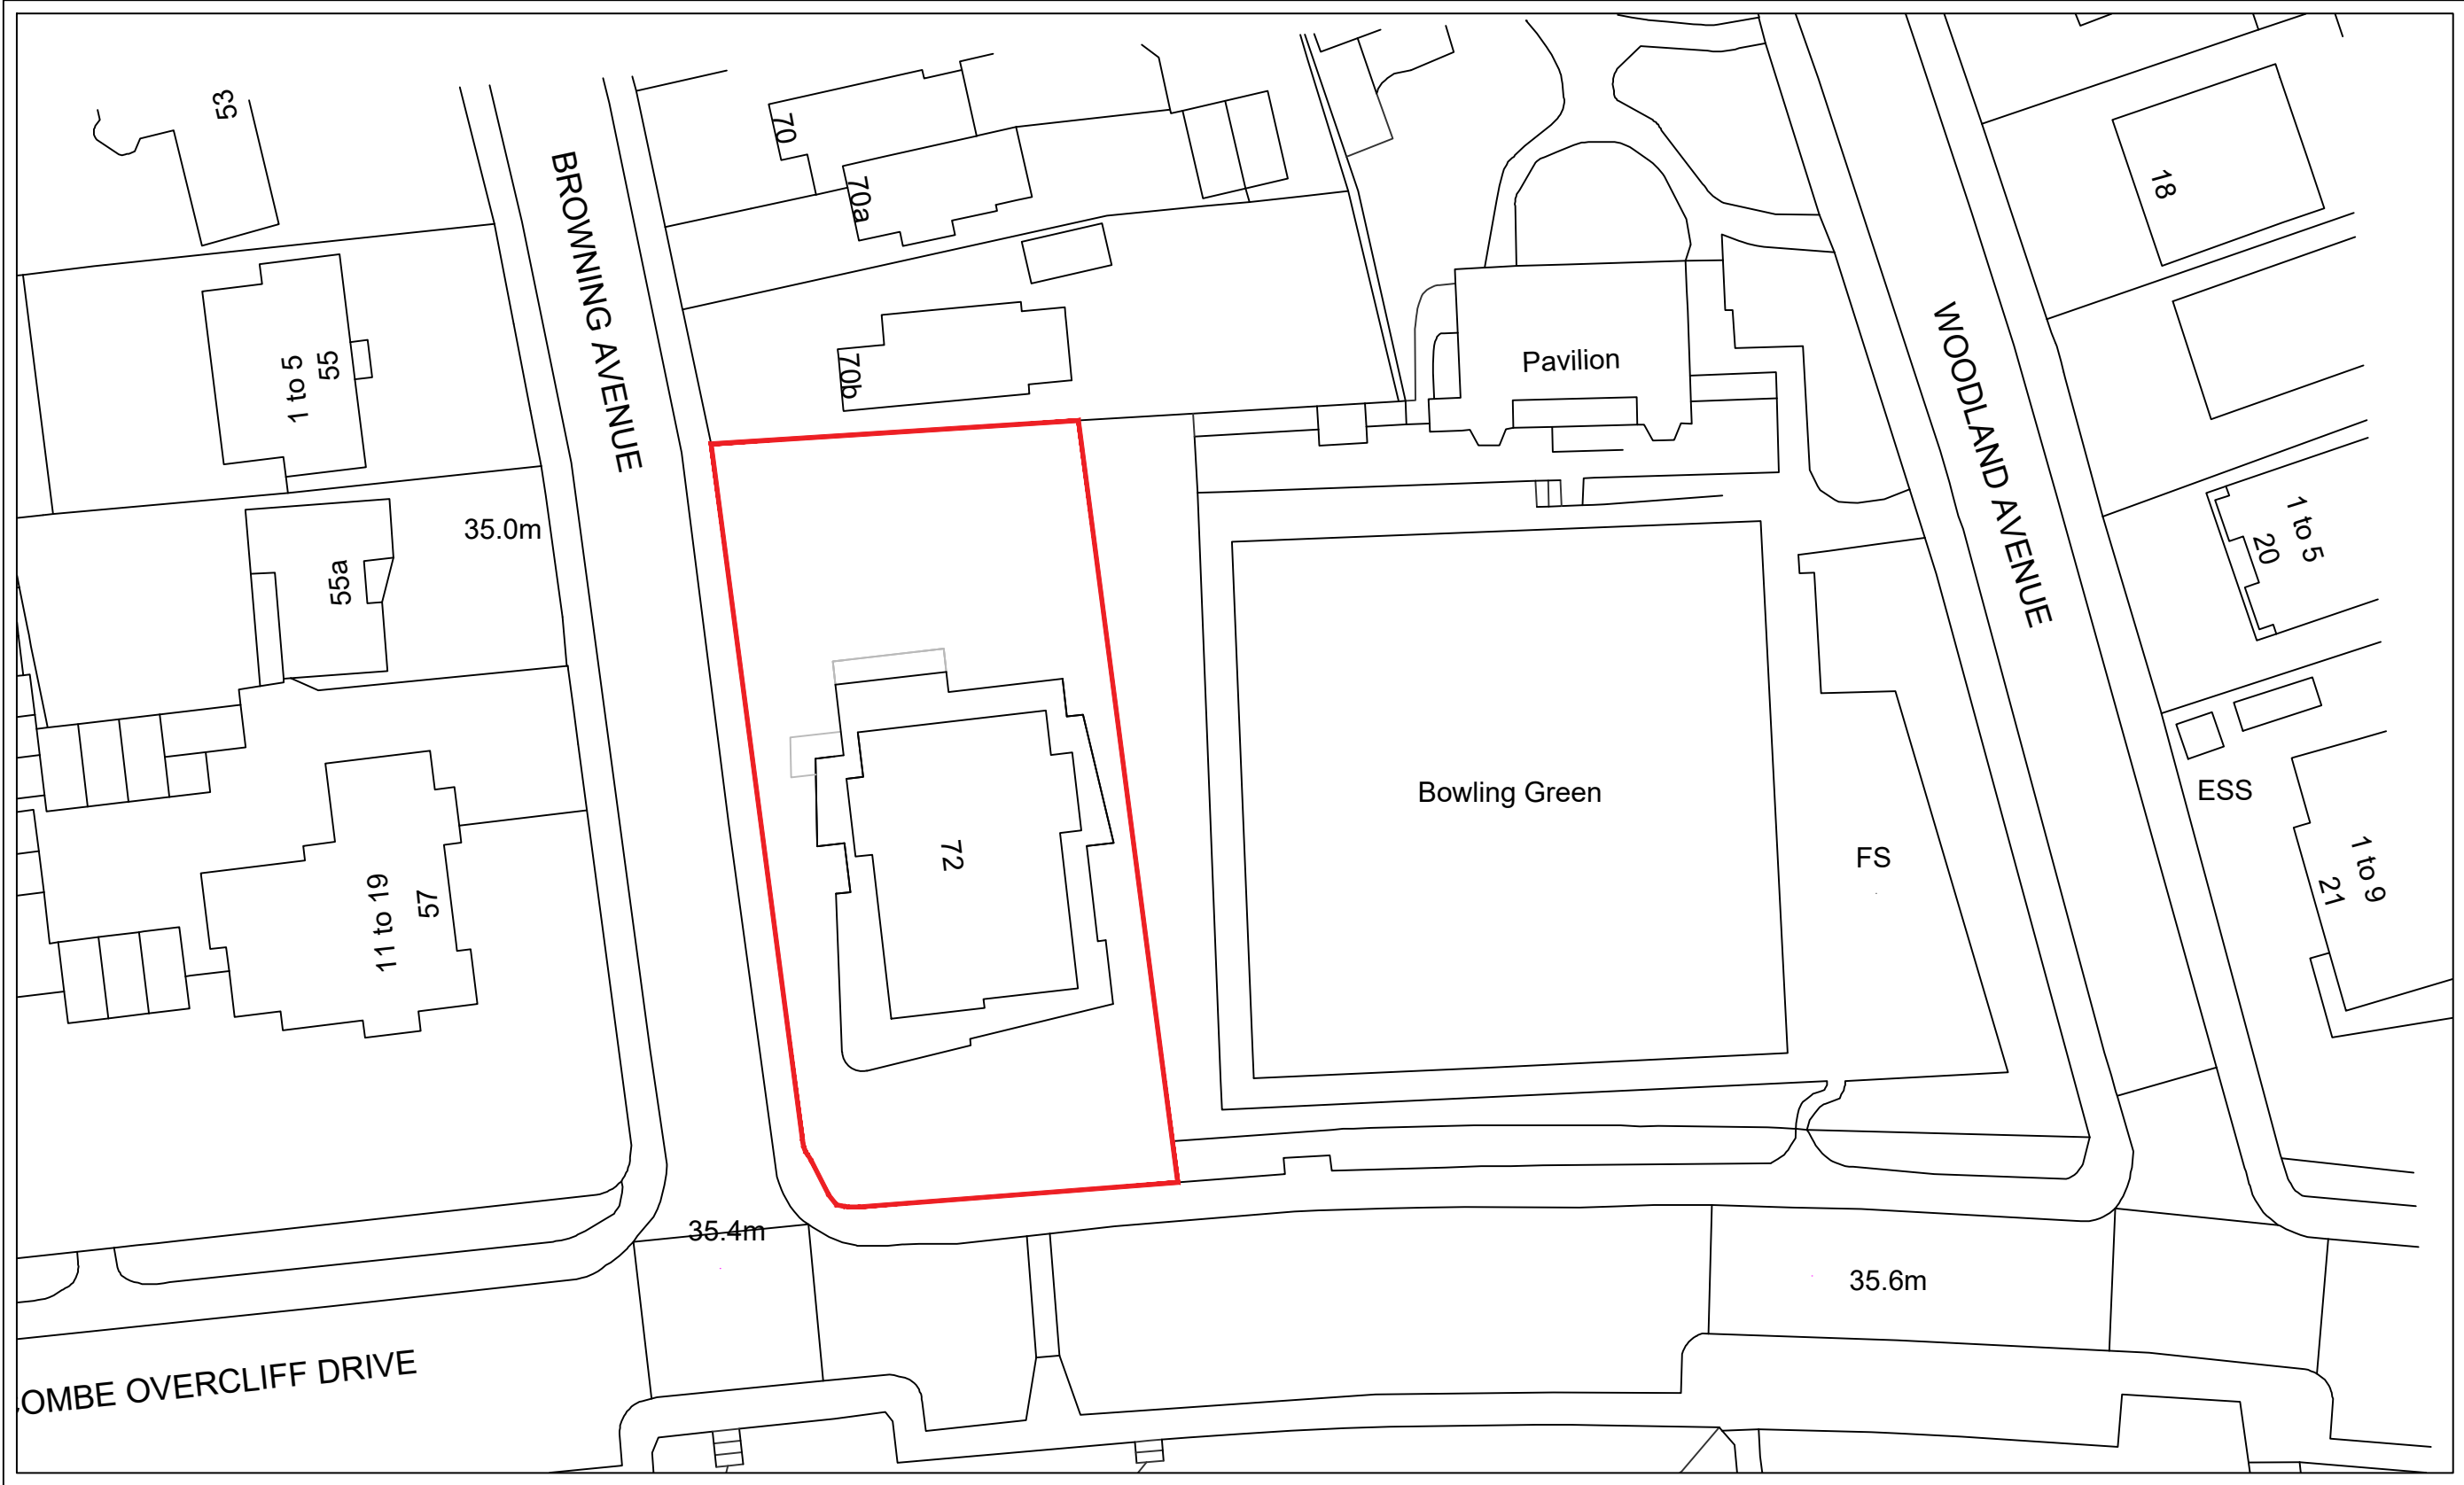 53
70
70a
BROWNING AVENUE
18
1 to 5
55
70b
Pavilion
WOODLAND AVENUE
35.0m
55a
1 to 5
20
72
Bowling Green
ESS
FS
11 to 19
57
1 to 9
21
35.4m
35.6m
OMBE OVERCLIFF DRIVE